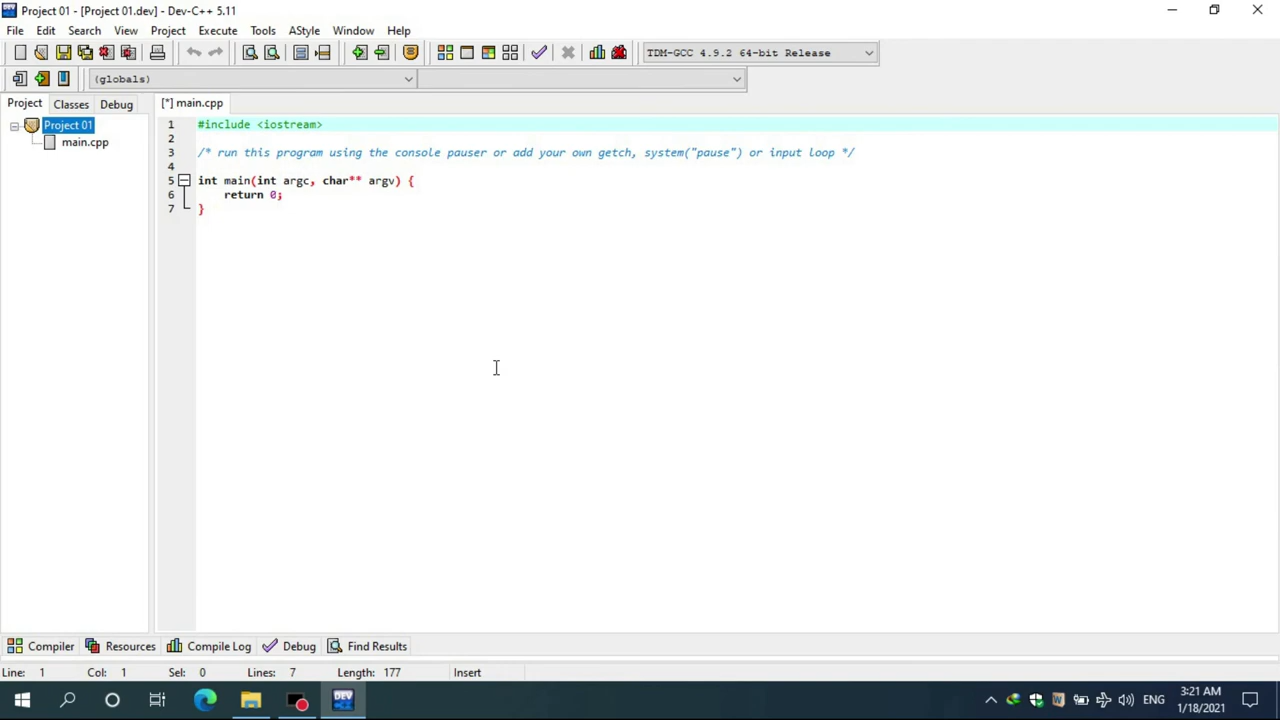 Project 01 - [Project 01.dev] - Dev-C++ 5.11
File Edit Search View Project Execute Tools AStyle Window Help
TDM-GCC 4.9.2 64-bit Release
(globals)
Project Classes Debug [*] main.cpp
Project 01
main.cpp
1 #include <iostream>
2
3 /* run this program using the console pauser or add your own getch, system("pause") or input loop */
4
5 int main(int argc, char** argv) {
6 return 0;
7 }
Compiler Resources Compile Log Debug Find Results
Line: 1 Col: 1 Sel: 0 Lines: 7 Length: 177 Insert
DEV
ENG
3:21 AM
1/18/2021